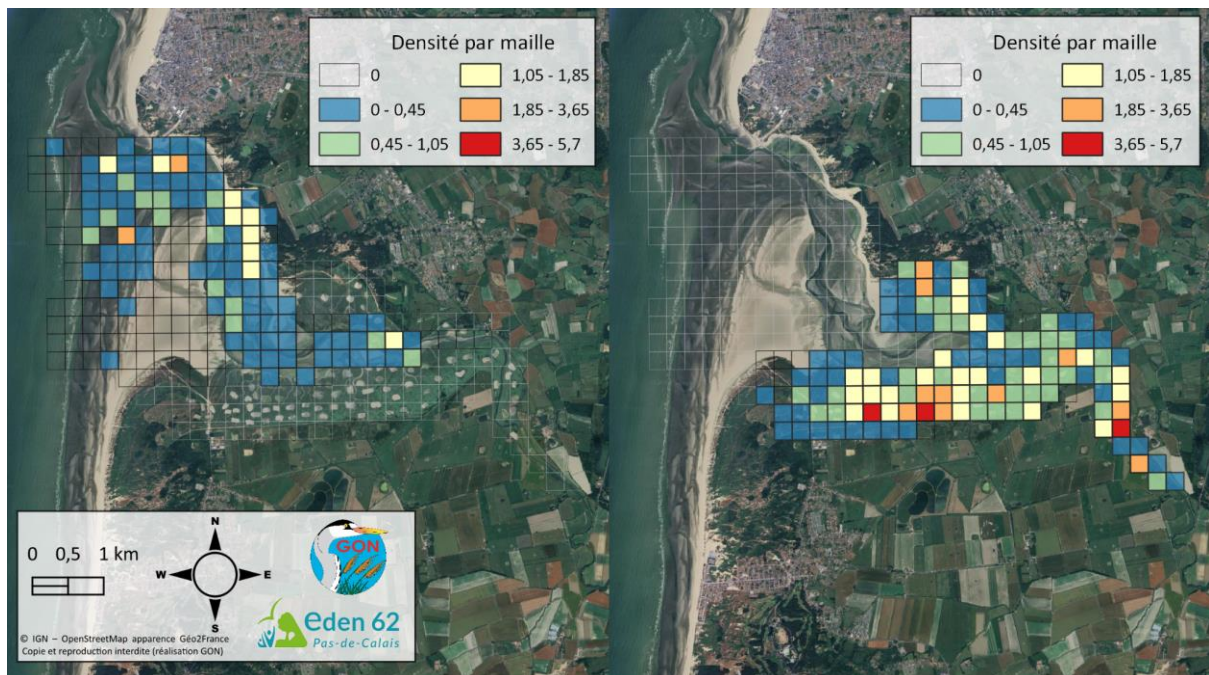 Densité par maille
0
1,05 - 1,85
0 - 0,45
1,85 - 3,65
0,45 - 1,05
3,65 - 5,7
Densité par maille
0
1,05 - 1,85
0 - 0,45
1,85 - 3,65
0,45 - 1,05
3,65 - 5,7
0 0,5 1 km
N
W E
S
GON
eden 62
Pas-de-Calais
© IGN – OpenStreetMap apparence Géo2France
Copie et reproduction interdite (réalisation GON)